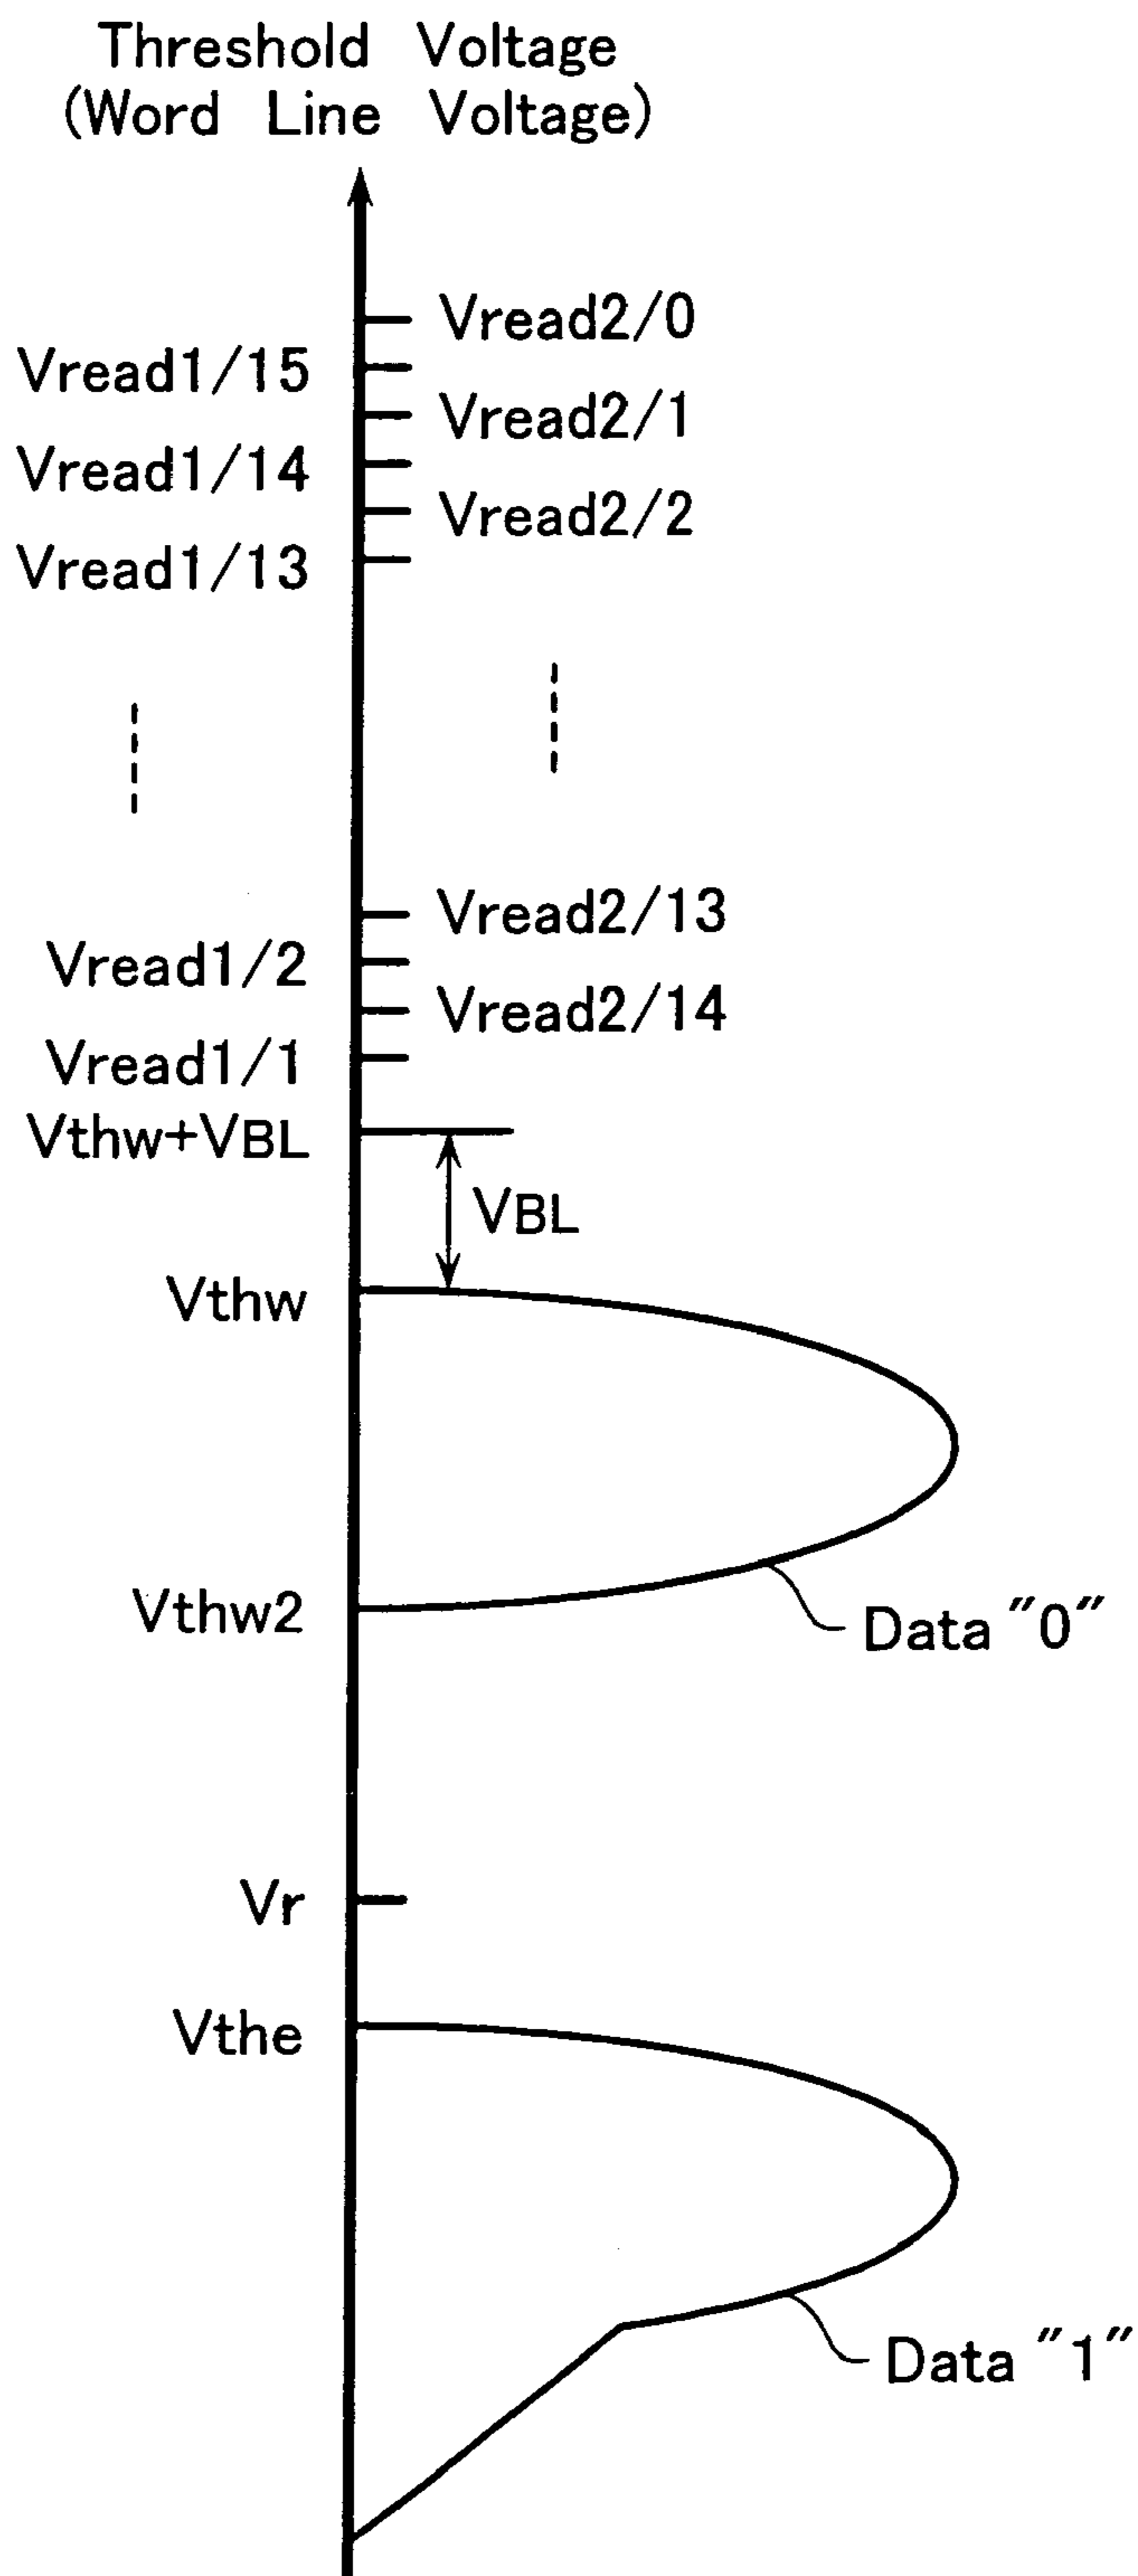 Threshold Voltage
(Word Line Voltage)
Vread2/0
Vread1/15
Vread2/1
Vread1/14
Vread2/2
Vread1/13
Vread2/13
Vread1/2
Vread2/14
Vread1/1
Vthw+VBL
VBL
Vthw
Vthw2
Data "0"
Vr
Vthe
Data "1"